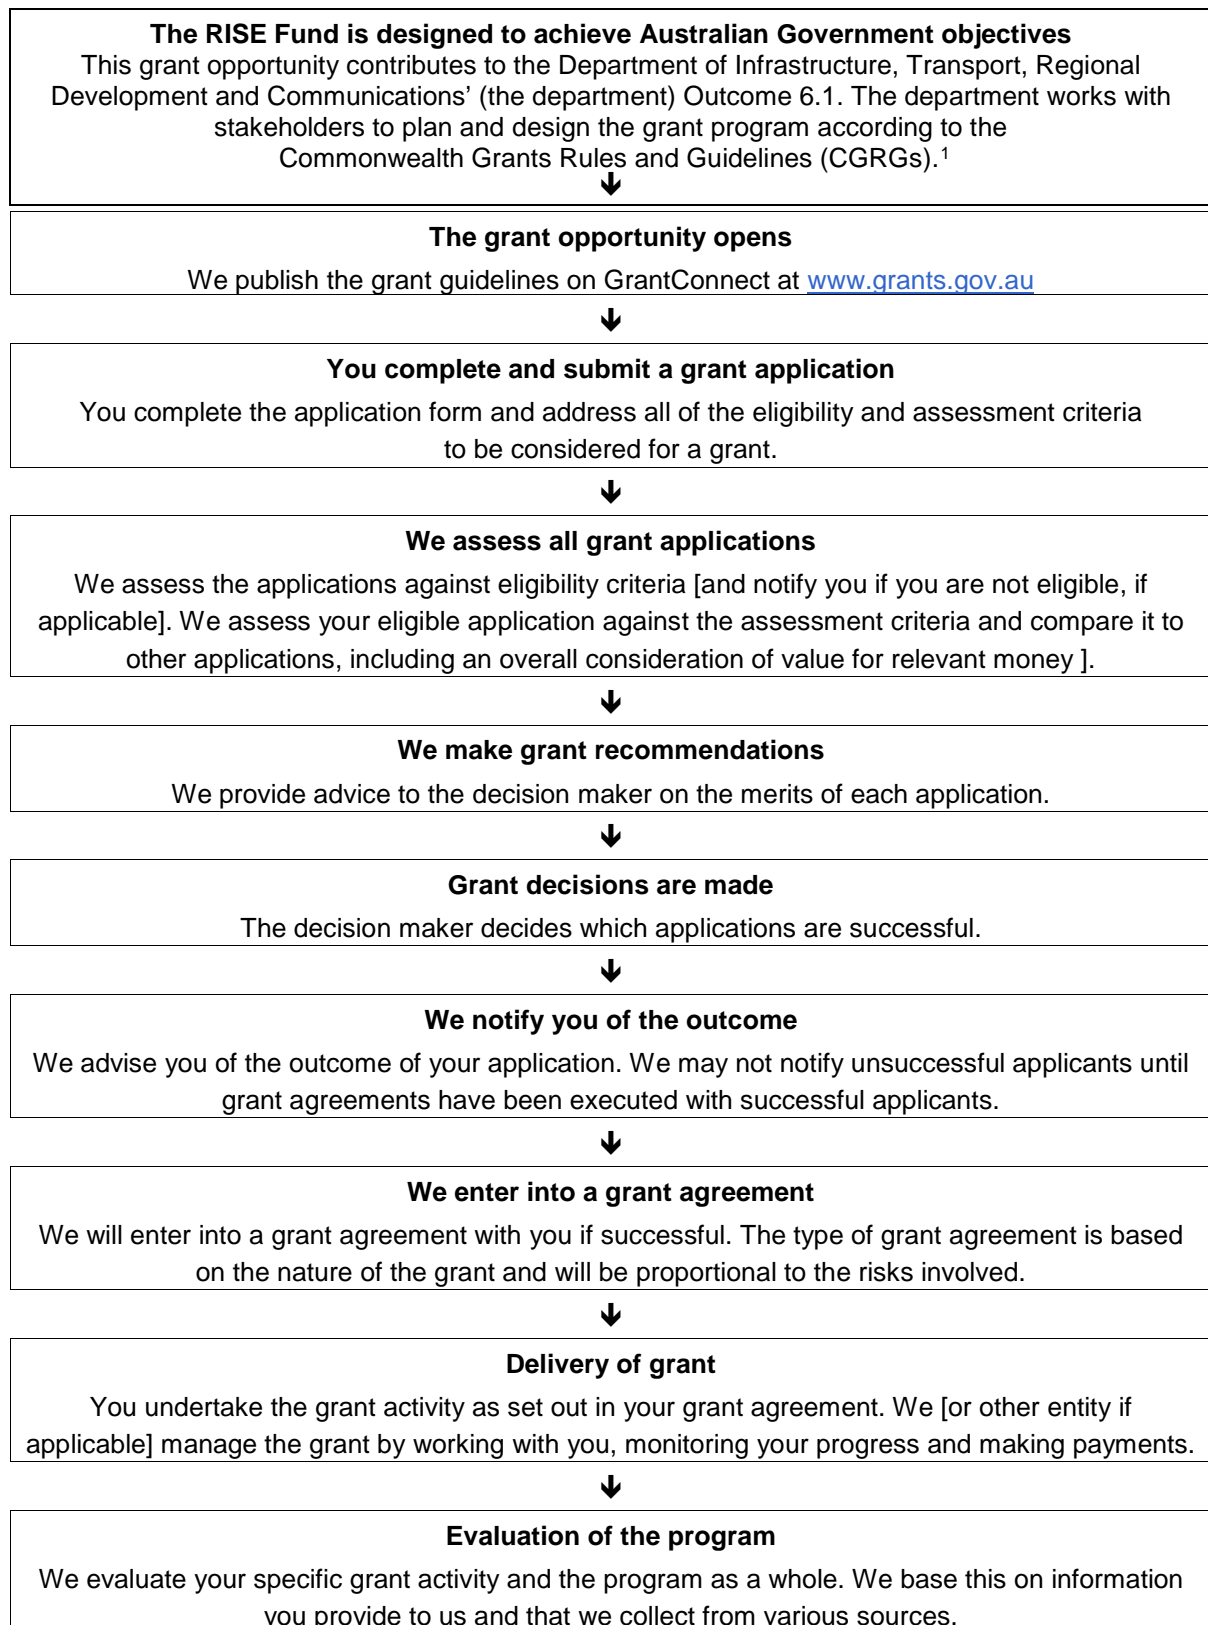 The RISE Fund is designed to achieve Australian Government objectives
This grant opportunity contributes to the Department of Infrastructure, Transport, Regional
Development and Communications’ (the department) Outcome 6.1. The department works with
stakeholders to plan and design the grant program according to the
Commonwealth Grants Rules and Guidelines (CGRGs).¹
The grant opportunity opens
We publish the grant guidelines on GrantConnect at www.grants.gov.au
You complete and submit a grant application
You complete the application form and address all of the eligibility and assessment criteria
to be considered for a grant.
We assess all grant applications
We assess the applications against eligibility criteria [and notify you if you are not eligible, if
applicable]. We assess your eligible application against the assessment criteria and compare it to
other applications, including an overall consideration of value for relevant money ].
We make grant recommendations
We provide advice to the decision maker on the merits of each application.
Grant decisions are made
The decision maker decides which applications are successful.
We notify you of the outcome
We advise you of the outcome of your application. We may not notify unsuccessful applicants until
grant agreements have been executed with successful applicants.
We enter into a grant agreement
We will enter into a grant agreement with you if successful. The type of grant agreement is based
on the nature of the grant and will be proportional to the risks involved.
Delivery of grant
You undertake the grant activity as set out in your grant agreement. We [or other entity if
applicable] manage the grant by working with you, monitoring your progress and making payments.
Evaluation of the program
We evaluate your specific grant activity and the program as a whole. We base this on information
you provide to us and that we collect from various sources.